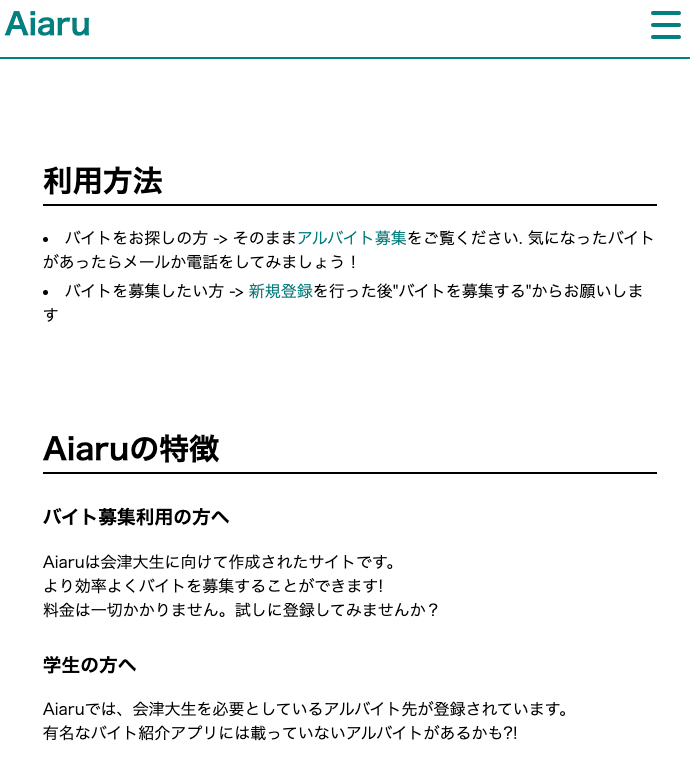 Aiaru
利用方法
• バイトをお探しの方 -> そのままアルバイト募集をご覧ください. 気になったバイト
があったらメールか電話をしてみましょう！
• バイトを募集したい方 -> 新規登録を行った後"バイトを募集する"からお願いしま
す
Aiaruの特徴
バイト募集利用の方へ
Aiaruは会津大生に向けて作成されたサイトです。
より効率よくバイトを募集することができます!
料金は一切かかりません。試しに登録してみませんか？
学生の方へ
Aiaruでは、会津大生を必要としているアルバイト先が登録されています。
有名なバイト紹介アプリには載っていないアルバイトがあるかも?!